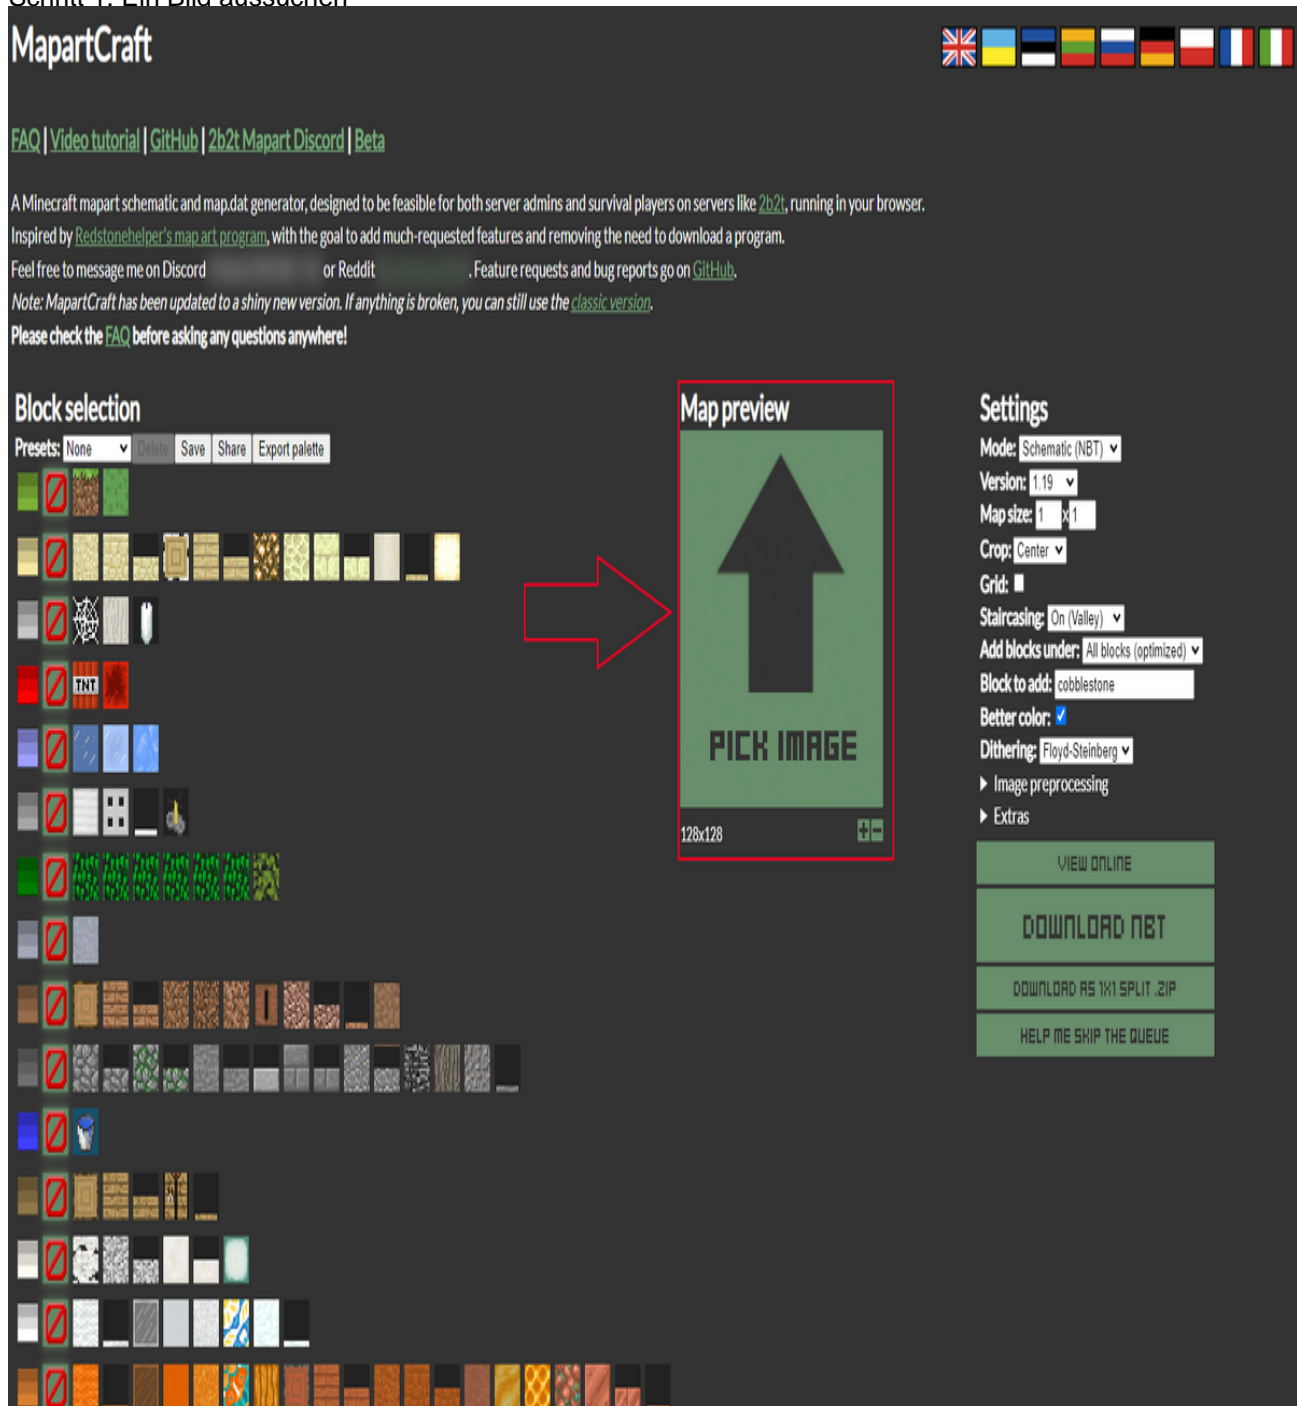 Schritt 1: Ein Bild aussuchen
MapartCraft
FAQ | Video tutorial | GitHub | 2b2t Mapart Discord | Beta
A Minecraft mapart schematic and map.dat generator, designed to be feasible for both server admins and survival players on servers like 2b2t, running in your browser.
Inspired by Redstonehelper's map art program, with the goal to add much-requested features and removing the need to download a program.
Feel free to message me on Discord or Reddit . Feature requests and bug reports go on GitHub.
Note: MapartCraft has been updated to a shiny new version. If anything is broken, you can still use the classic version.
Please check the FAQ before asking any questions anywhere!
Block selection
Presets: None Delete Save Share Export palette
TNT
Map preview
PICK IMAGE
128x128
+ −
Settings
Mode: Schematic (NBT)
Version: 1.19
Map size: 1 x 1
Crop: Center
Grid:
Staircasing: On (Valley)
Add blocks under: All blocks (optimized)
Block to add: cobblestone
Better color:
Dithering: Floyd-Steinberg
Image preprocessing
Extras
VIEW ONLINE
DOWNLOAD NBT
DOWNLOAD AS 1X1 SPLIT .ZIP
HELP ME SKIP THE QUEUE